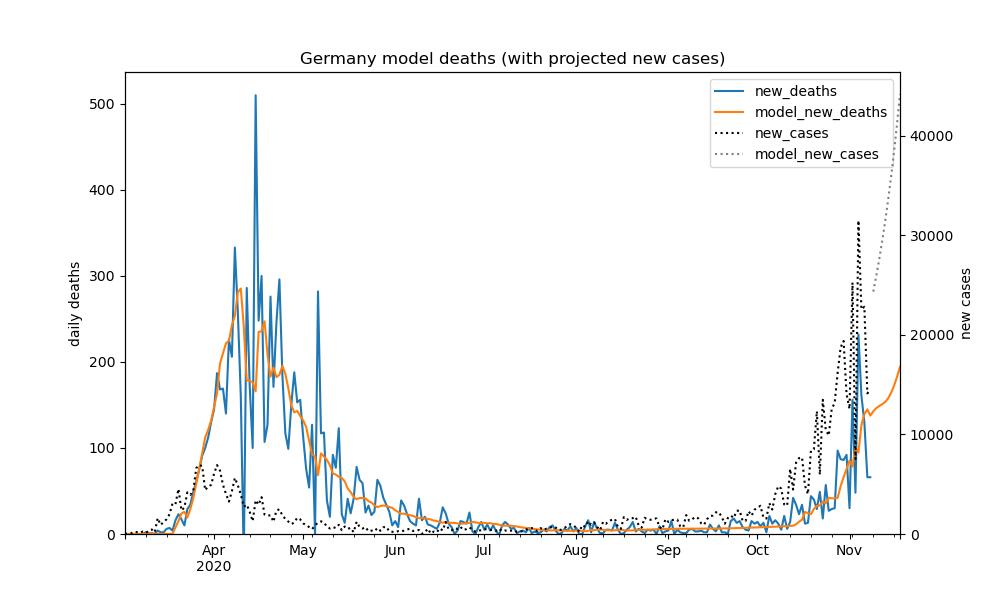 Germany model deaths (with projected new cases)
new_deaths
model_new_deaths
new_cases
model_new_cases
500
400
300
200
100
0
daily deaths
40000
30000
20000
10000
0
new cases
Apr
2020
May
Jun
Jul
Aug
Sep
Oct
Nov